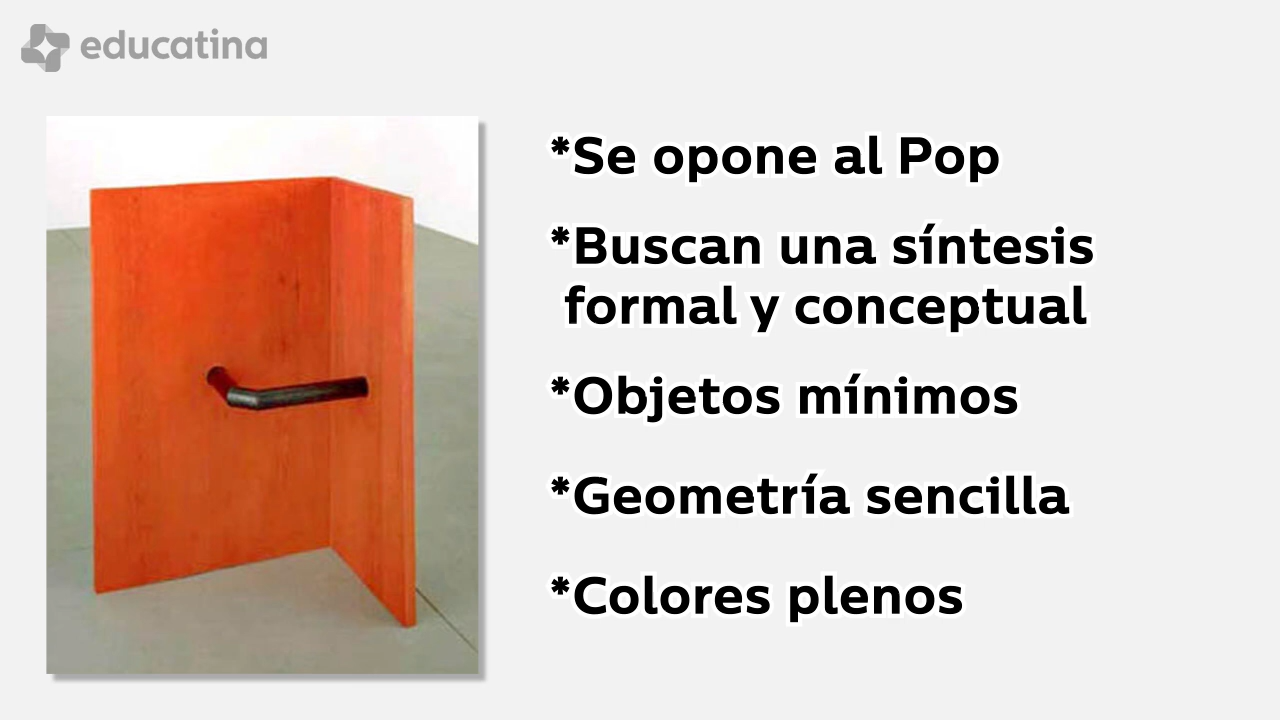 educatina
*Se opone al Pop
*Buscan una síntesis
formal y conceptual
*Objetos mínimos
*Geometría sencilla
*Colores plenos